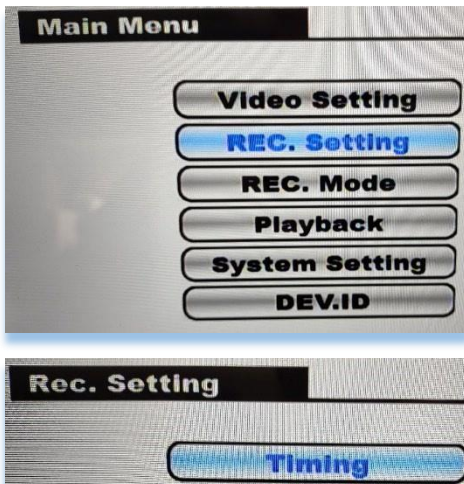 Main Menu
Video Setting
REC. Setting
REC. Mode
Playback
System Setting
DEV.ID
Rec. Setting
Timing